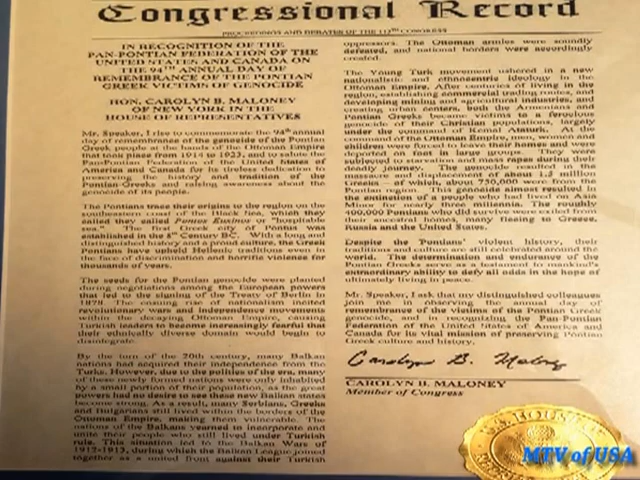 Congressional Record
PROCEEDINGS AND DEBATES OF THE 112TH CONGRESS
IN RECOGNITION OF THE
PAN-PONTIAN FEDERATION OF THE
UNITED STATES AND CANADA ON
THE 94TH ANNUAL DAY OF
REMEMBRANCE OF THE PONTIAN
GREEK VICTIMS OF GENOCIDE
HON. CAROLYN B. MALONEY
OF NEW YORK IN THE
HOUSE OF REPRESENTATIVES
Mr. Speaker, I rise to commemorate the 94th annual
day of remembrance of the genocide of the Pontian
Greek people at the hands of the Ottoman Empire
that took place from 1914 to 1923, and to salute the
Pan-Pontian Federation of the United States of
America and Canada for its tireless dedication to
preserving the history and tradition of the
Pontian-Greeks and raising awareness about the
genocide of its people.
The Pontians trace their origins to the region on the
southeastern coast of the Black Sea, which they
called they called Pontus Euxinus or "hospitable
sea." The first Greek city of Pontus was
established in the 8th Century BC. With a long and
distinguished history and a proud culture, the Greek
Pontians have upheld Hellenic traditions even in
the face of discrimination and horrific violence for
thousands of years.
The seeds for the Pontian genocide were planted
during negotiations among the European powers
that led to the signing of the Treaty of Berlin in
1878. The ensuing rise of nationalism incited
revolutionary wars and independence movements
within the decaying Ottoman Empire, causing
Turkish leaders to become increasingly fearful that
their ethnically diverse domain would begin to
disintegrate.
By the turn of the 20th century, many Balkan
nations had acquired their independence from the
Turks. However, due to the politics of the era, many
of these newly formed nations were only inhabited
by a small portion of their population, as the great
powers had no desire to see these new Balkan states
become strong. As a result, many Serbians, Greeks
and Bulgarians still lived within the borders of the
Ottoman Empire, making them vulnerable. The
nations of the Balkans yearned to incorporate and
unite their people who still lived under Turkish
rule. This situation led to the Balkan Wars of
1912-1913, during which the Balkan League joined
together as a united front against their Turkish
oppressors. The Ottoman armies were soundly
defeated, and national borders were accordingly
created.
The Young Turk movement ushered in a new
nationalistic and ethnocentric ideology in the
Ottoman Empire. After centuries of living in the
region, establishing commercial trading routes, and
developing mining and agricultural industries, and
creating urban centers, both the Armenians and
Pontian Greeks became victims to a ferocious
genocide of their Christian populations, largely
under the command of Kemal Ataturk. At the
command of the Ottoman Empire, men, women and
children were forced to leave their homes and were
deported on foot in large groups. They were
subjected to starvation and mass rapes during their
deadly journey. The genocide resulted in the
massacre and displacement of about 1.3 million
Greeks – of which, about 750,000 were from the
Pontian region. This genocide almost resulted in
the extinction of a people who had lived on Asia
Minor for nearly three millennia. The roughly
400,000 Pontians who did survive were exiled from
their ancestral homes, many fleeing to Greece,
Russia and the United States.
Despite the Pontians' violent history, their
traditions and culture are still celebrated around the
world. The determination and endurance of the
Pontian Greeks serve as a testament to mankind's
extraordinary ability to defy all odds in the hope of
ultimately living in peace.
Mr. Speaker, I ask that my distinguished colleagues
join me in observing the annual day of
remembrance of the victims of the Pontian Greek
genocide, and in recognizing the Pan-Pontian
Federation of the United States of America and
Canada for its vital mission of preserving Pontian
Greek culture and history.
Carolyn B. Maloney
CAROLYN B. MALONEY
Member of Congress
MTV of USA